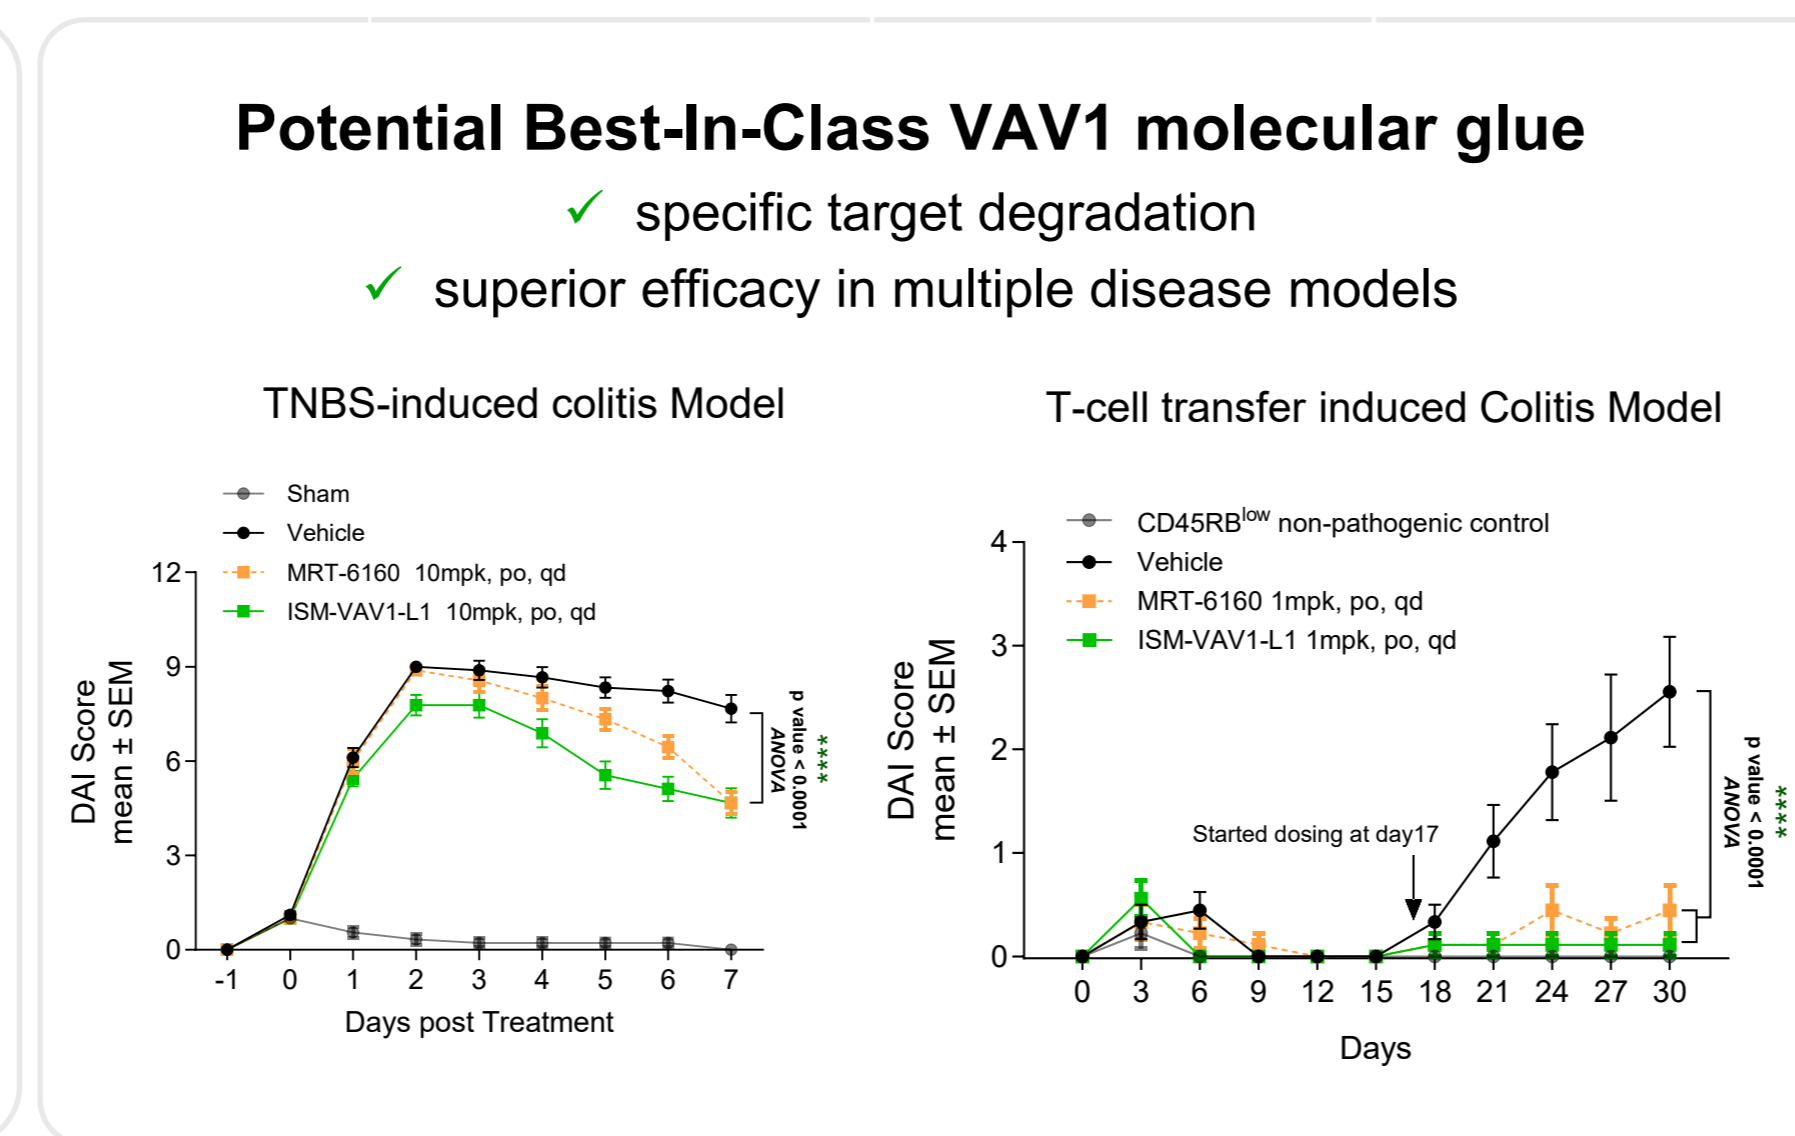 Potential Best-In-Class VAV1 molecular glue
✓ specific target degradation
✓ superior efficacy in multiple disease models
TNBS-induced colitis Model
Sham
Vehicle
MRT-6160 10mpk, po, qd
ISM-VAV1-L1 10mpk, po, qd
DAI Score
mean ± SEM
12
9
6
3
0
-1 0 1 2 3 4 5 6 7
Days post Treatment
****
p value < 0.0001
ANOVA
T-cell transfer induced Colitis Model
CD45RBlow non-pathogenic control
Vehicle
MRT-6160 1mpk, po, qd
ISM-VAV1-L1 1mpk, po, qd
DAI Score
mean ± SEM
4
3
2
1
0
Started dosing at day17
0 3 6 9 12 15 18 21 24 27 30
Days
****
p value < 0.0001
ANOVA